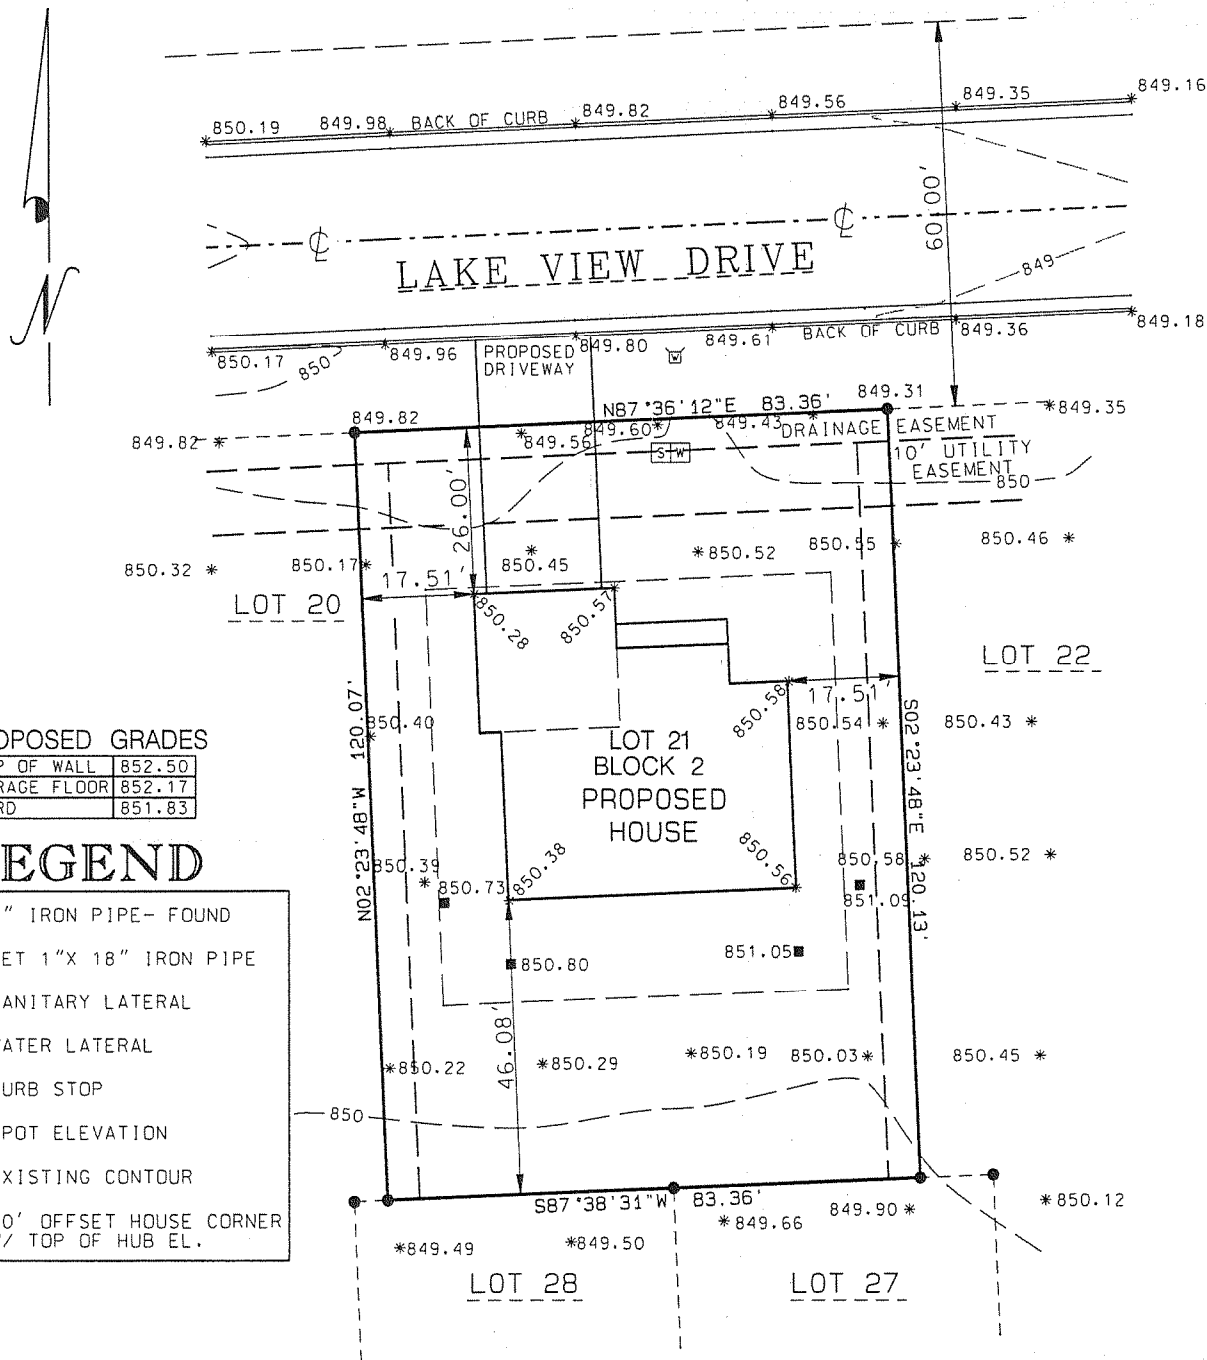 N
850.19
849.98
BACK OF CURB
849.82
849.56
849.35
849.16
60.00'
℄
℄
LAKE VIEW DRIVE
849
850.17
850
849.96
PROPOSED
DRIVEWAY
849.80
W
849.61
BACK OF CURB
849.36
849.18
849.82
849.82
N87°36'12"E 83.36'
849.31
849.35
849.56
849.60
849.43
DRAINAGE EASEMENT
S W
10' UTILITY
EASEMENT
850
26.00'
850.32
850.17
850.45
850.52
850.55
850.46
17.51'
LOT 20
850.28
850.57
LOT 22
850.58
17.51'
850.40
850.54
850.43
N02°23'48"W 120.07'
S02°23'48"E 120.13'
LOT 21
BLOCK 2
PROPOSED
HOUSE
OPOSED GRADES
P OF WALL 852.50
RAGE FLOOR 852.17
RD 851.83
850.39
850.73
850.38
850.56
850.58
850.52
851.09
850.80
851.05
46.08'
EGEND
" IRON PIPE- FOUND
ET 1"X 18" IRON PIPE
ANITARY LATERAL
ATER LATERAL
URB STOP
POT ELEVATION
XISTING CONTOUR
0' OFFSET HOUSE CORNER
/ TOP OF HUB EL.
850.22
850.29
850.19
850.03
850.45
850
S87°38'31"W 83.36'
849.66
849.90
850.12
849.49
849.50
LOT 28
LOT 27